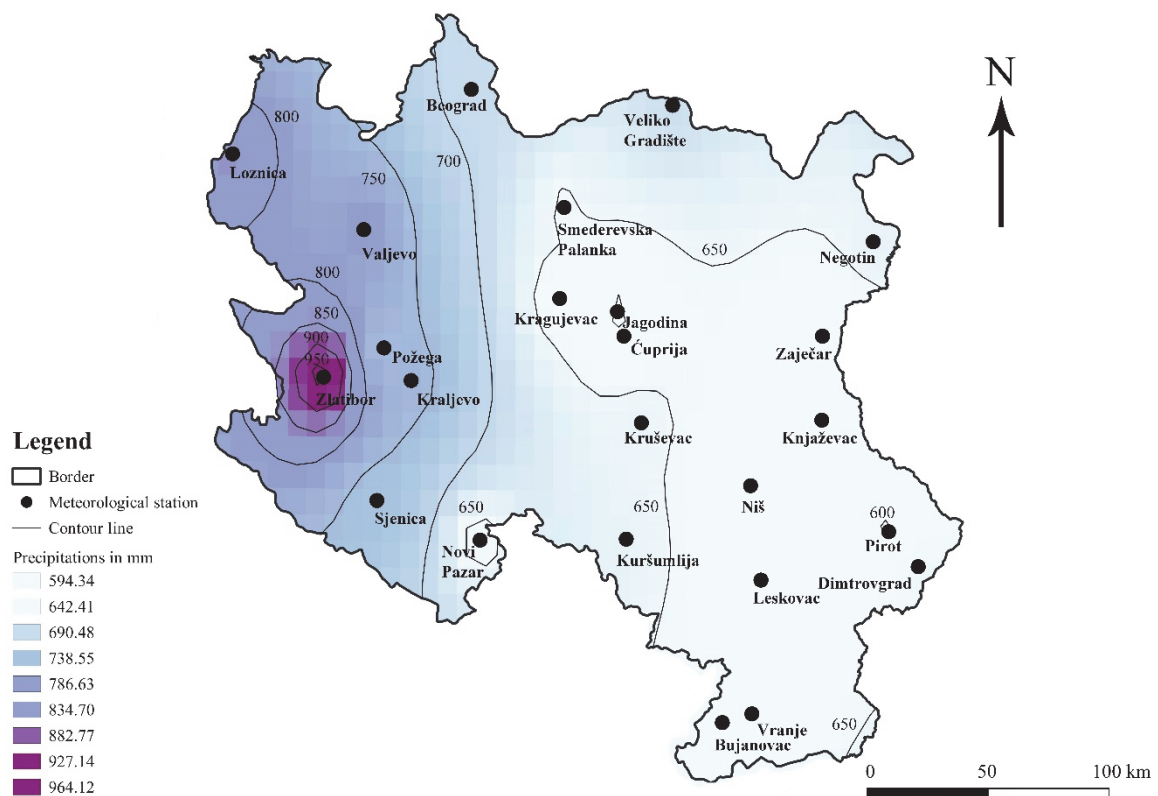 N
Beograd
Veliko
Gradište
800
Loznica
750
700
Valjevo
Smederevska
Palanka
650
Negotin
800
850
900
950
Zlatibor
Požega
Kraljevo
Kragujevac
Jagodina
Ćuprija
Zaječar
Kruševac
Knjaževac
Sjenica
650
Novi
Pazar
650
Kuršumlija
Niš
600
Pirot
Dimtrovgrad
Leskovac
650
Vranje
Bujanovac
Legend
Border
Meteorological station
Contour line
Precipitations in mm
594.34
642.41
690.48
738.55
786.63
834.70
882.77
927.14
964.12
0 50 100 km